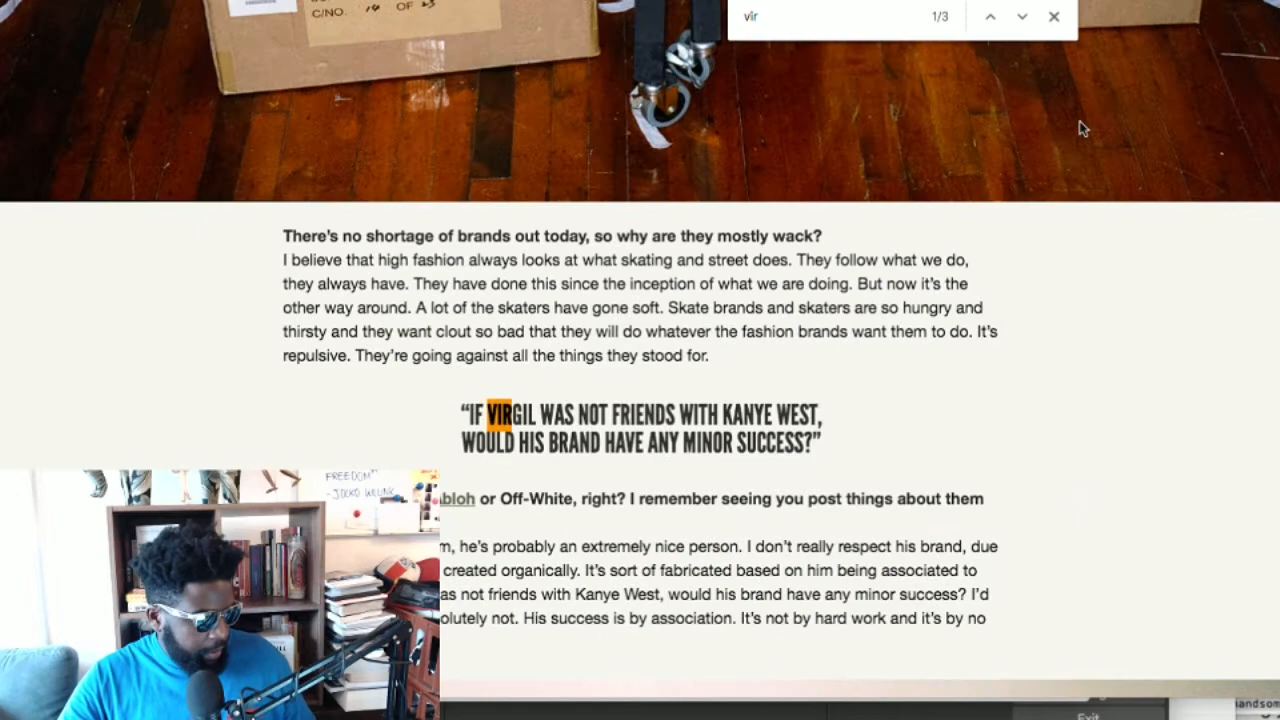 C/NO. 14 OF 23
vir
1/3
There's no shortage of brands out today, so why are they mostly wack?
I believe that high fashion always looks at what skating and street does. They follow what we do,
they always have. They have done this since the inception of what we are doing. But now it's the
other way around. A lot of the skaters have gone soft. Skate brands and skaters are so hungry and
thirsty and they want clout so bad that they will do whatever the fashion brands want them to do. It's
repulsive. They're going against all the things they stood for.
“IF VIRGIL WAS NOT FRIENDS WITH KANYE WEST,
WOULD HIS BRAND HAVE ANY MINOR SUCCESS?”
FREEDOM"
- JOCKO WILLINK
abloh or Off-White, right? I remember seeing you post things about them
m, he's probably an extremely nice person. I don't really respect his brand, due
created organically. It's sort of fabricated based on him being associated to
as not friends with Kanye West, would his brand have any minor success? I'd
olutely not. His success is by association. It's not by hard work and it's by no
Exit
handsom